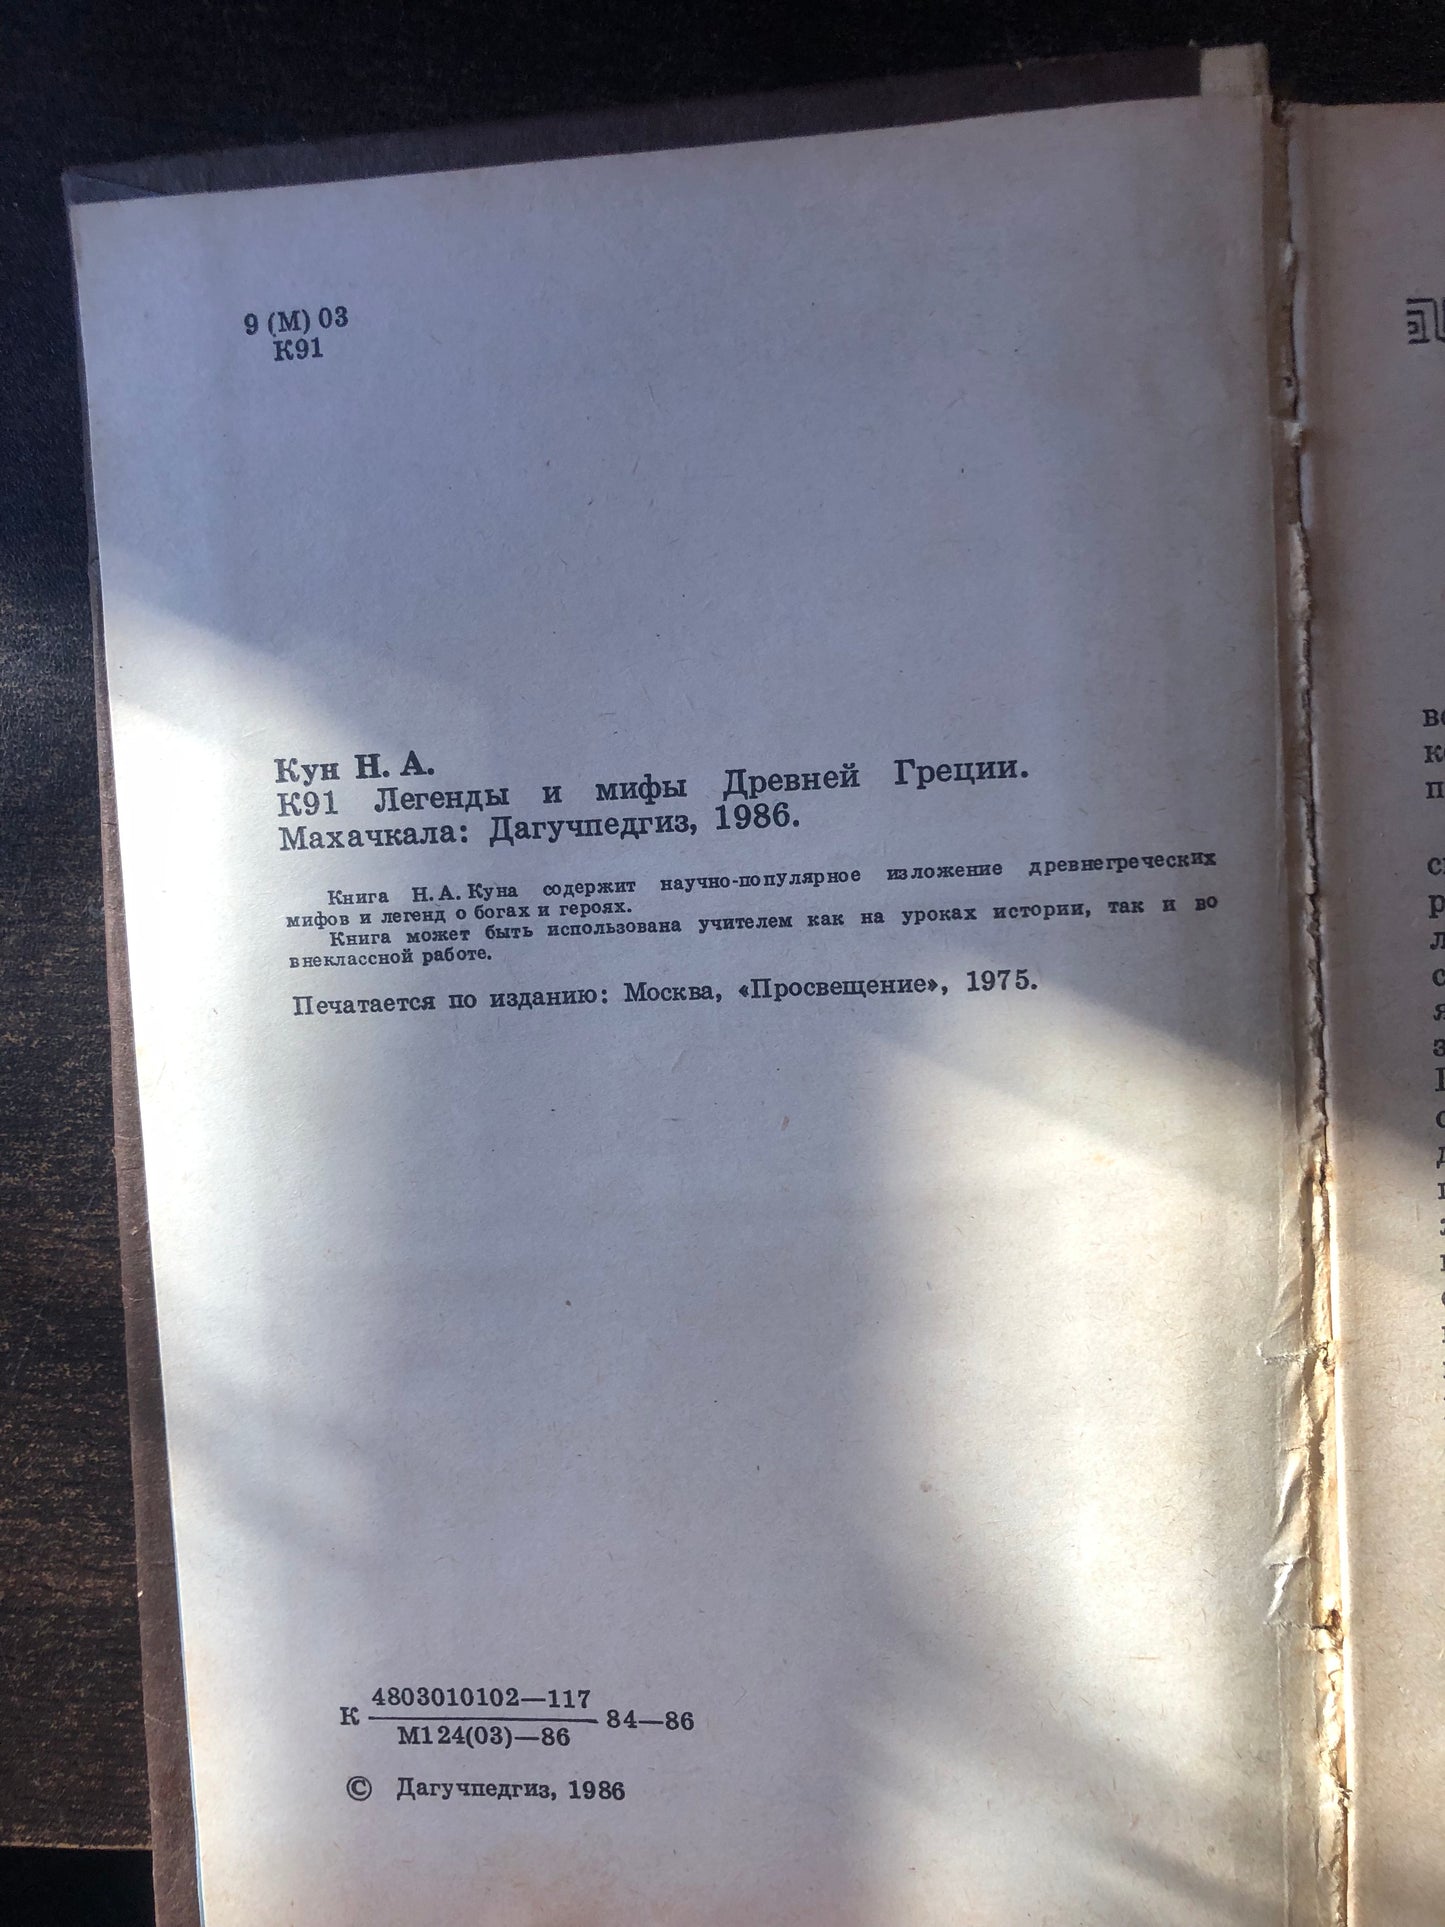 9 (М) 03
К91
Кун Н. А.
К91 Легенды и мифы Древней Греции.
Махачкала: Дагучпедгиз, 1986.
Книга Н. А. Куна содержит научно-популярное изложение древнегреческих
мифов и легенд о богах и героях.
Книга может быть использована учителем как на уроках истории, так и во
внеклассной работе.
Печатается по изданию: Москва, «Просвещение», 1975.
К 4803010102—117 84—86
М124(03)—86
© Дагучпедгиз, 1986